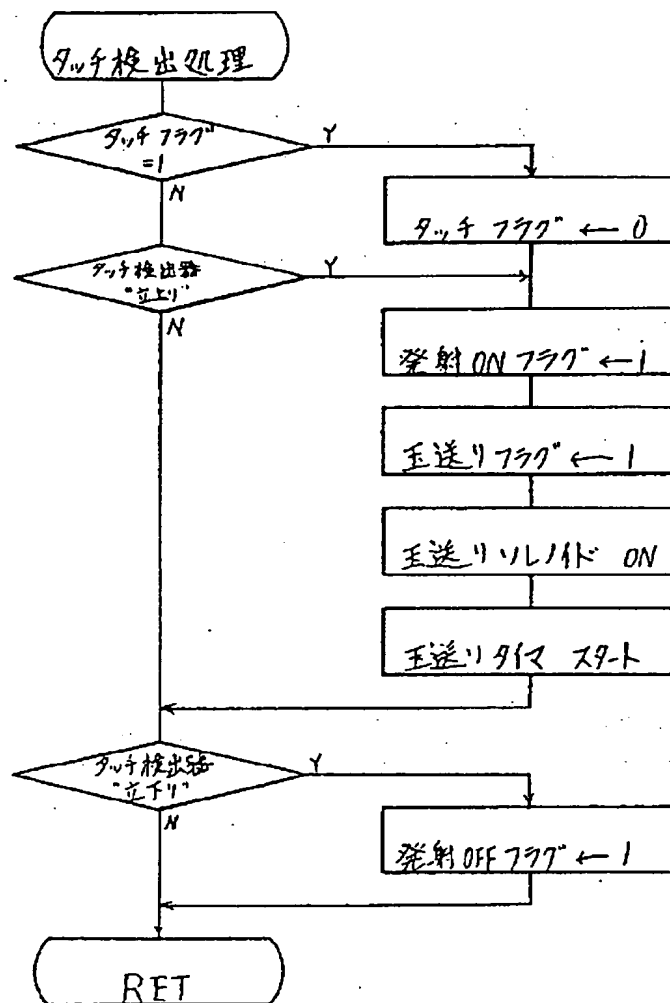 タッチ検出処理
タッチフラグ
=1
Y
N
タッチ フラグ ← 0
タッチ検出器
"立上り"
Y
N
発射ONフラグ ← 1
玉送りフラグ ← 1
玉送りソレノイド ON
玉送りタイマ スタート
タッチ検出器
"立下り"
Y
N
発射OFFフラグ ← 1
RET